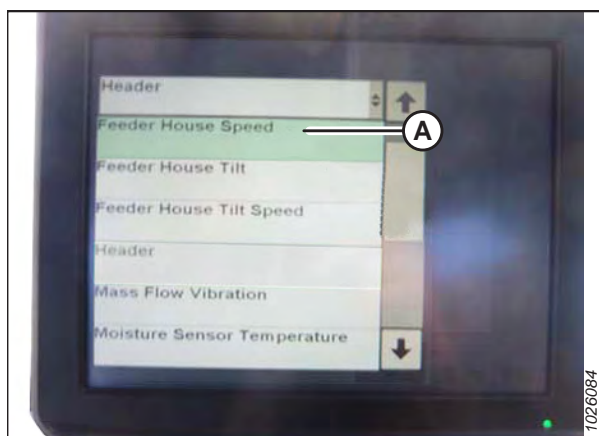 Header
Feeder House Speed
A
Feeder House Tilt
Feeder House Tilt Speed
Header
Mass Flow Vibration
Moisture Sensor Temperature
1026084